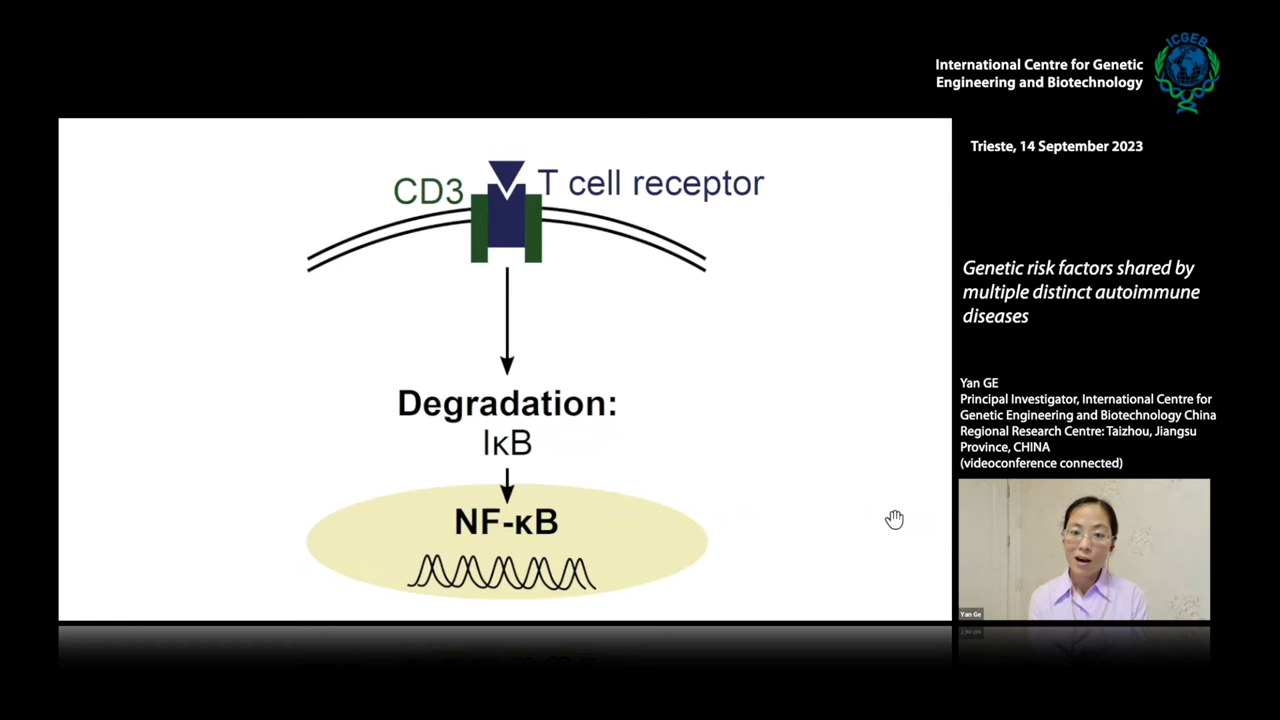 ICGEB
International Centre for Genetic
Engineering and Biotechnology
Trieste, 14 September 2023
CD3
T cell receptor
Degradation:
IκB
NF-κB
Genetic risk factors shared by
multiple distinct autoimmune
diseases
Yan GE
Principal Investigator, International Centre for
Genetic Engineering and Biotechnology China
Regional Research Centre: Taizhou, Jiangsu
Province, CHINA
(videoconference connected)
Yan Ge